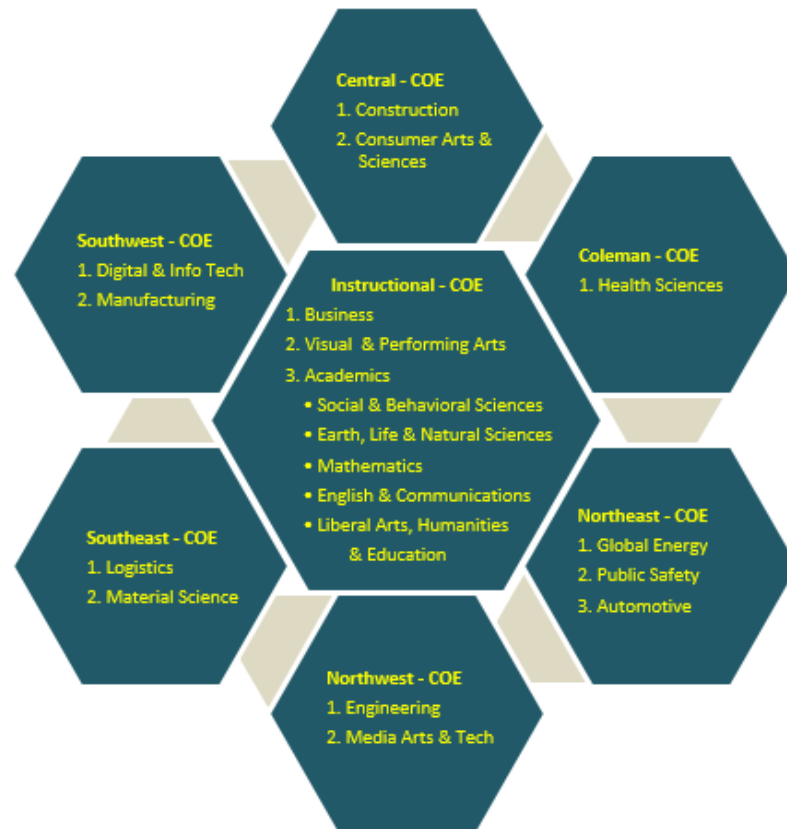 Central - COE
1. Construction
2. Consumer Arts &
Sciences
Southwest - COE
1. Digital & Info Tech
2. Manufacturing
Coleman - COE
1. Health Sciences
Instructional - COE
1. Business
2. Visual & Performing Arts
3. Academics
• Social & Behavioral Sciences
• Earth, Life & Natural Sciences
• Mathematics
• English & Communications
• Liberal Arts, Humanities
& Education
Southeast - COE
1. Logistics
2. Material Science
Northeast - COE
1. Global Energy
2. Public Safety
3. Automotive
Northwest - COE
1. Engineering
2. Media Arts & Tech